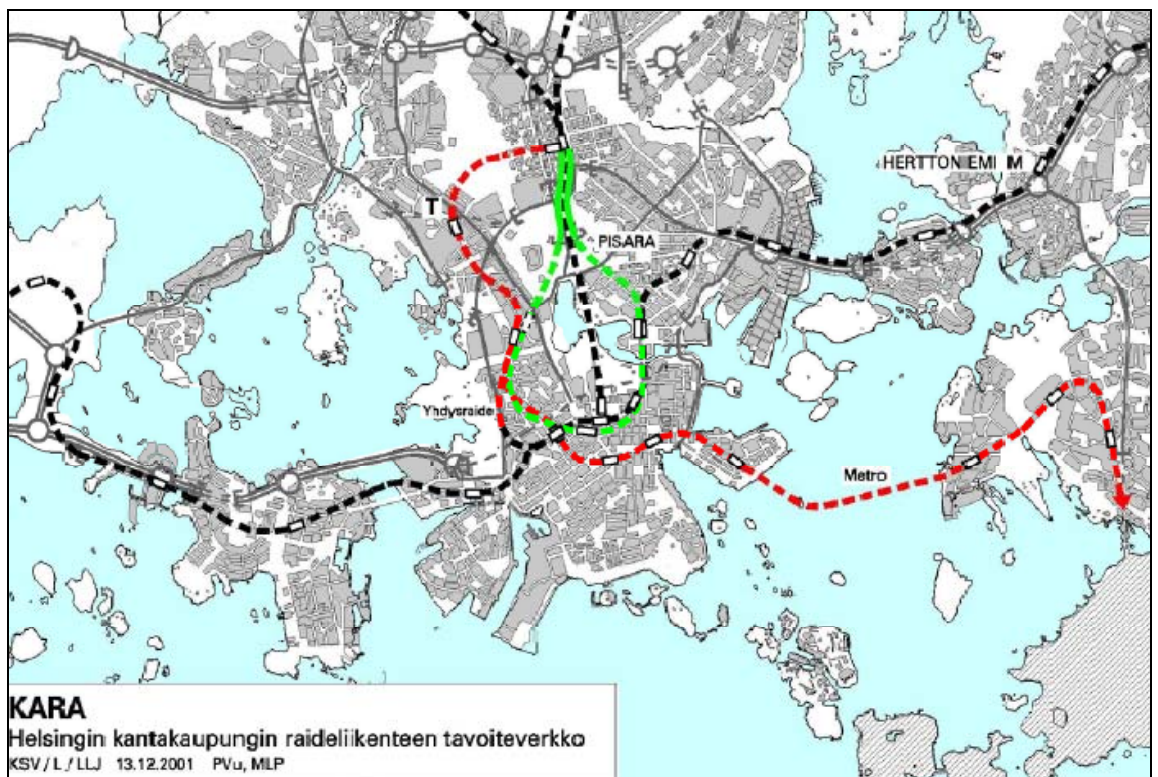 HERTTONIEMI M
T
PISARA
Yhdysraide
Metro
KARA
Helsingin kantakaupungin raideliikenteen tavoiteverkko
KSV / L / LLJ 13.12.2001 PVu, MLP